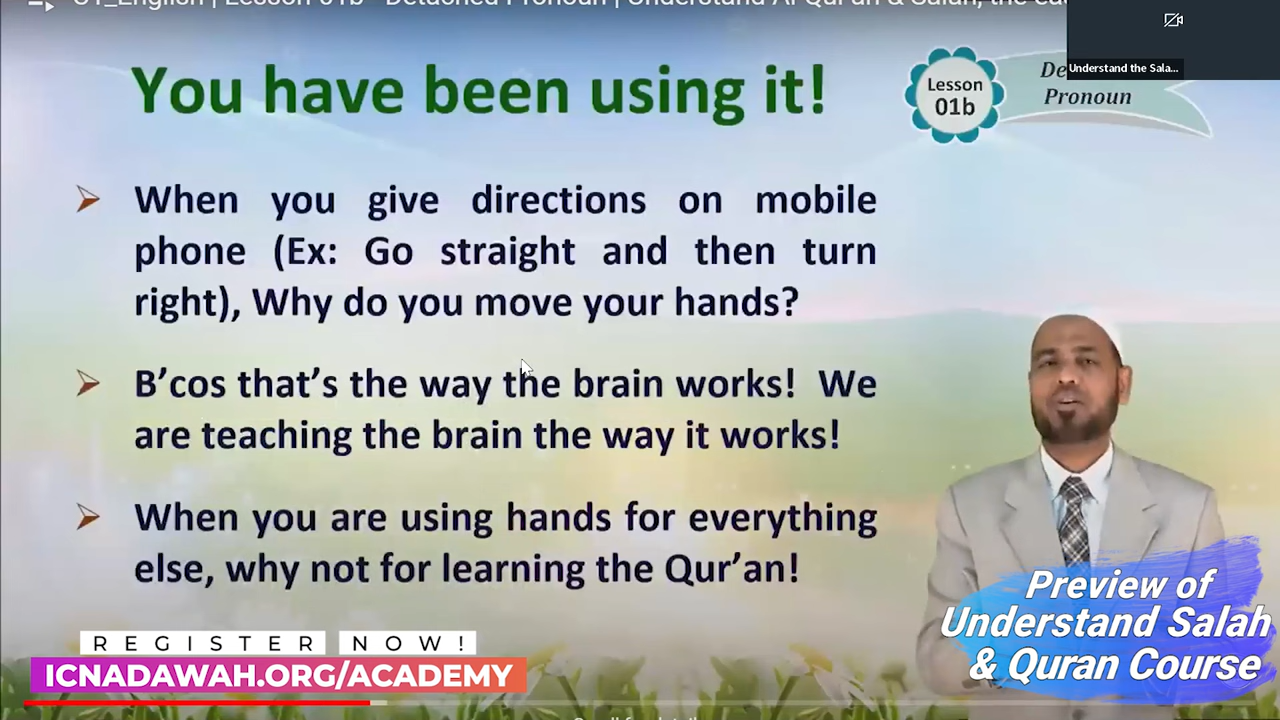 Lesson 01b - Detached Pronoun | Understand Al-Qur'an & Salah, the
Understand the Sala...
You have been using it!
Lesson
01b
De
Pronoun
➢ When you give directions on mobile
phone (Ex: Go straight and then turn
right), Why do you move your hands?
➢ B'cos that's the way the brain works! We
are teaching the brain the way it works!
➢ When you are using hands for everything
else, why not for learning the Qur'an!
Preview of
Understand Salah
& Quran Course
REGISTER NOW!
ICNADAWAH.ORG/ACADEMY